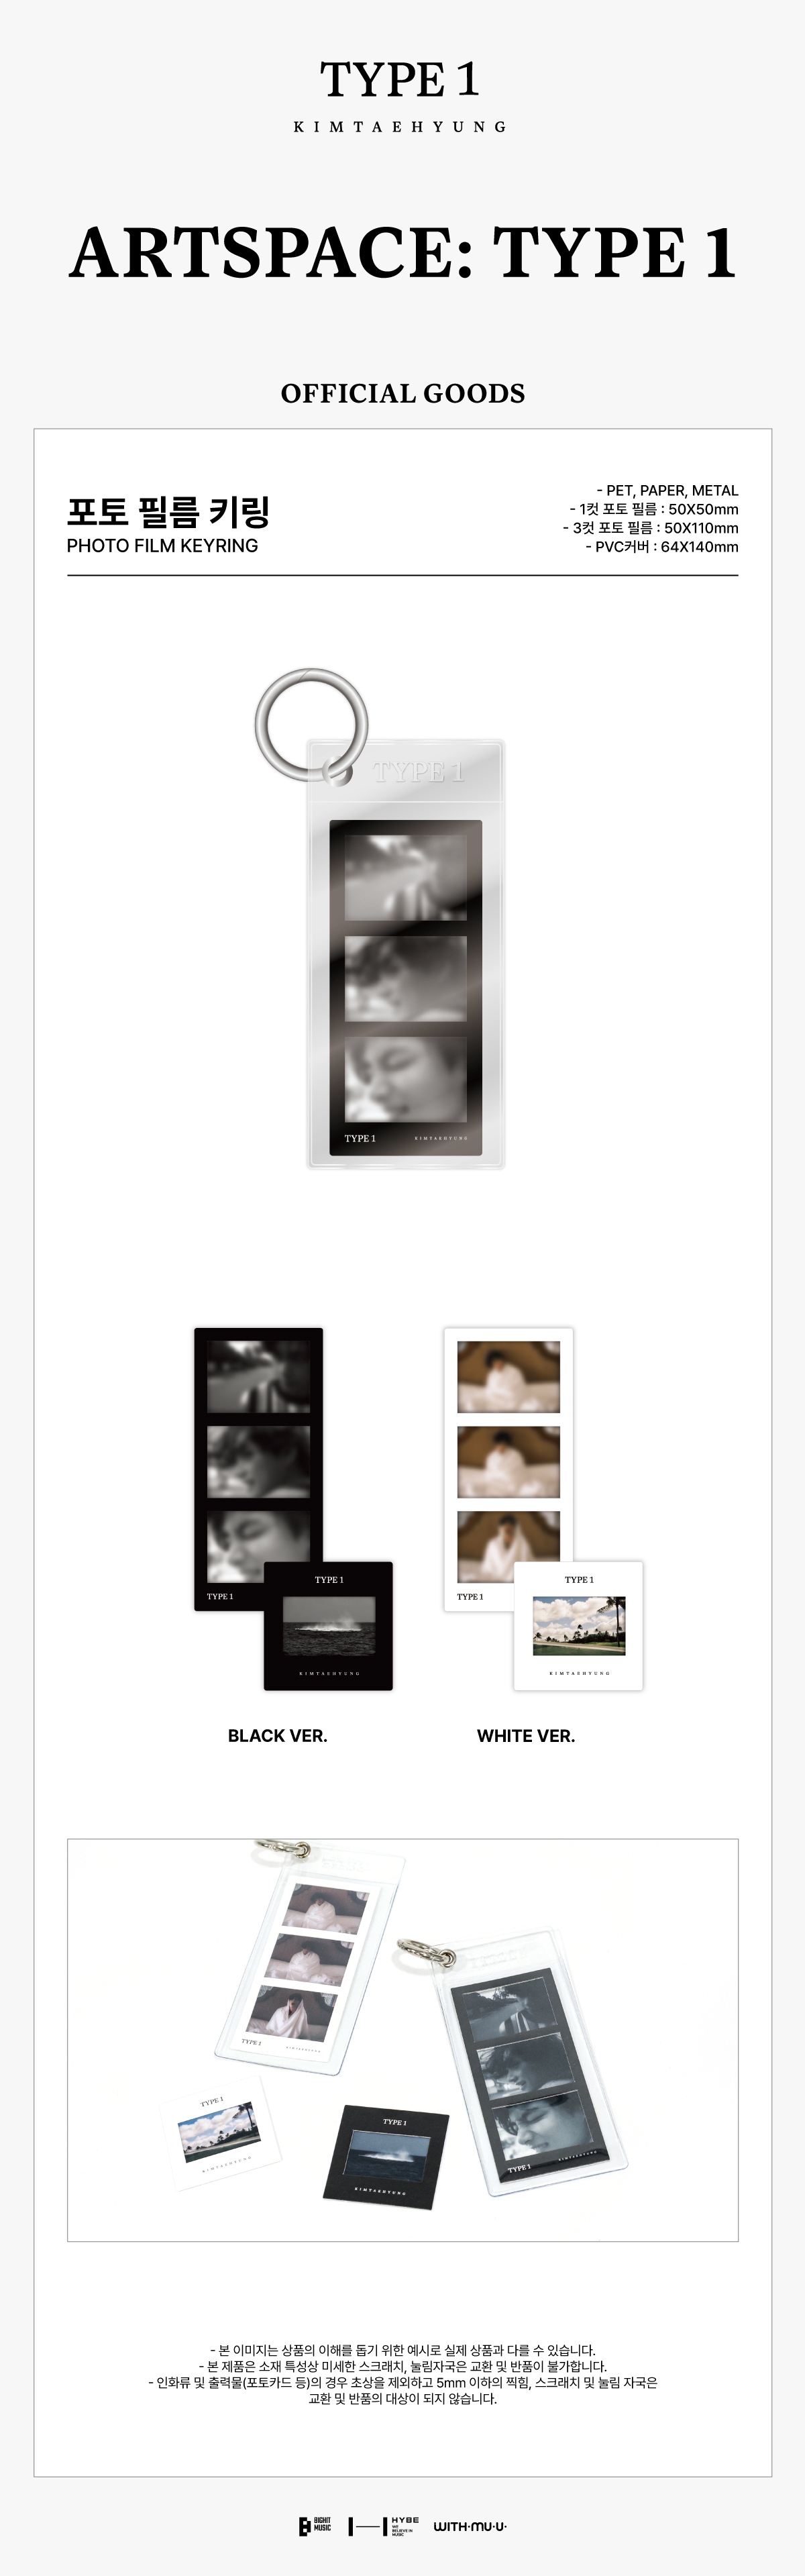 TYPE 1
KIMTAEHYUNG
ARTSPACE: TYPE 1
OFFICIAL GOODS
포토 필름 키링
PHOTO FILM KEYRING
- PET, PAPER, METAL
- 1컷 포토 필름 : 50X50mm
- 3컷 포토 필름 : 50X110mm
- PVC커버 : 64X140mm
TYPE 1
TYPE 1 KIMTAEHYUNG
TYPE 1
TYPE 1
KIMTAEHYUNG
TYPE 1
TYPE 1
KIMTAEHYUNG
BLACK VER.
WHITE VER.
TYPE 1 KIMTAEHYUNG
TYPE 1
KIMTAEHYUNG
TYPE 1
KIMTAEHYUNG
TYPE 1 KIMTAEHYUNG
- 본 이미지는 상품의 이해를 돕기 위한 예시로 실제 상품과 다를 수 있습니다.
- 본 제품은 소재 특성상 미세한 스크래치, 눌림자국은 교환 및 반품이 불가합니다.
- 인화류 및 출력물(포토카드 등)의 경우 초상을 제외하고 5mm 이하의 찍힘, 스크래치 및 눌림 자국은
교환 및 반품의 대상이 되지 않습니다.
BIGHIT
MUSIC
HYBE
WE
BELIEVE IN
MUSIC
WITH·MU·U·